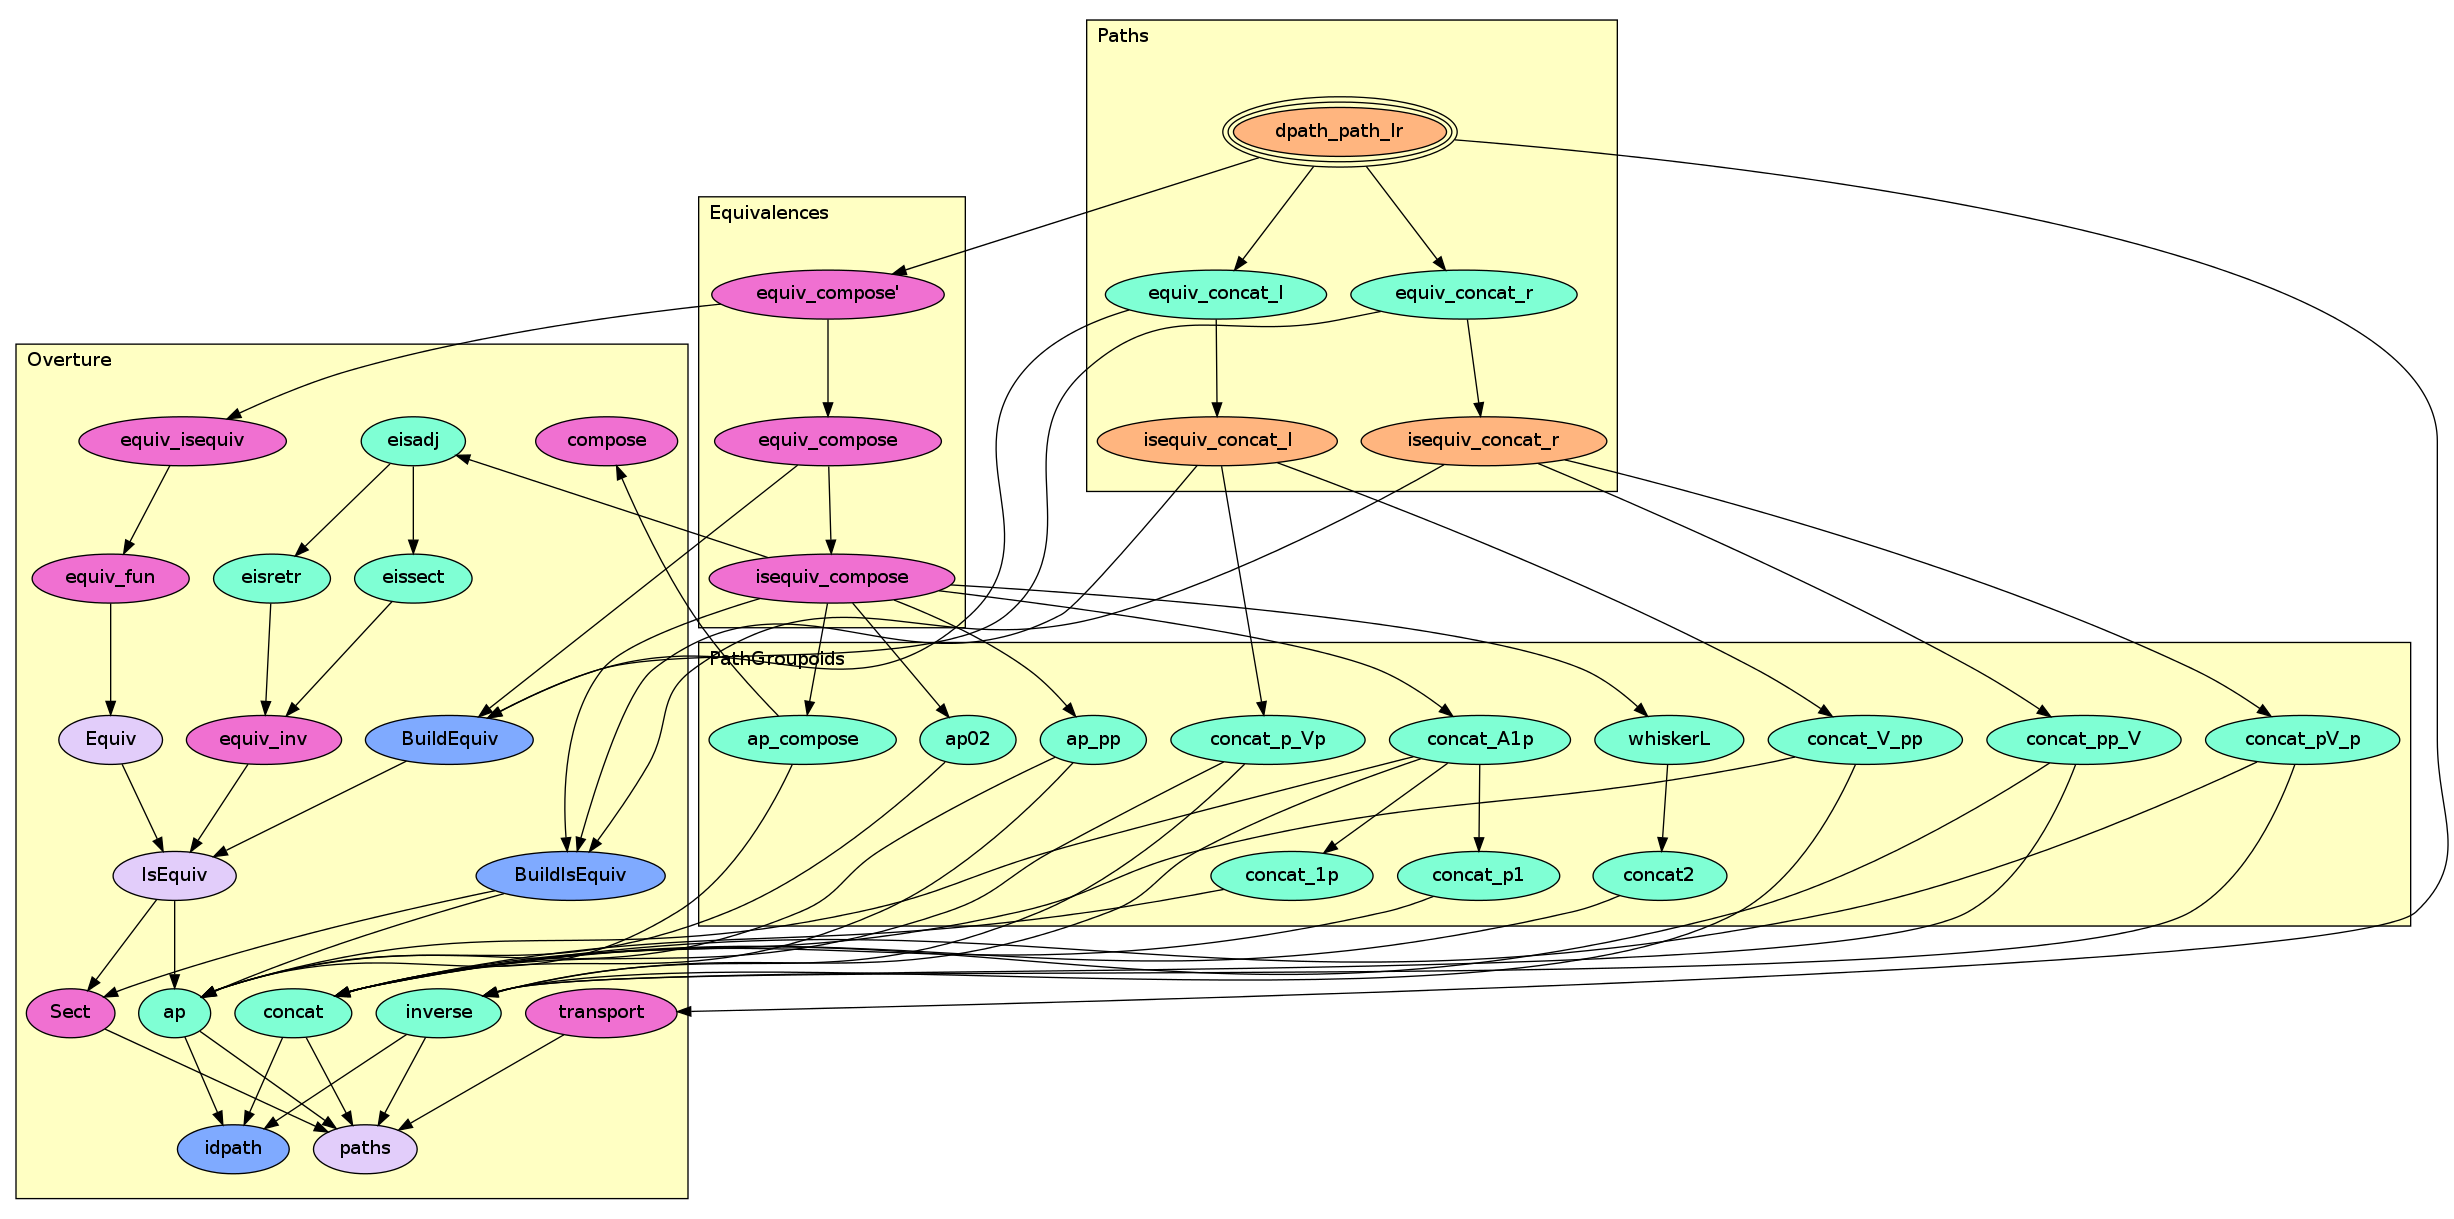 Paths
dpath_path_lr
Equivalences
equiv_compose'
equiv_concat_l
equiv_concat_r
Overture
equiv_isequiv
eisadj
compose
equiv_compose
isequiv_concat_l
isequiv_concat_r
equiv_fun
eisretr
eissect
isequiv_compose
PathGroupoids
Equiv
equiv_inv
BuildEquiv
ap_compose
ap02
ap_pp
concat_p_Vp
concat_A1p
whiskerL
concat_V_pp
concat_pp_V
concat_pV_p
IsEquiv
BuildIsEquiv
concat_1p
concat_p1
concat2
Sect
ap
concat
inverse
transport
idpath
paths